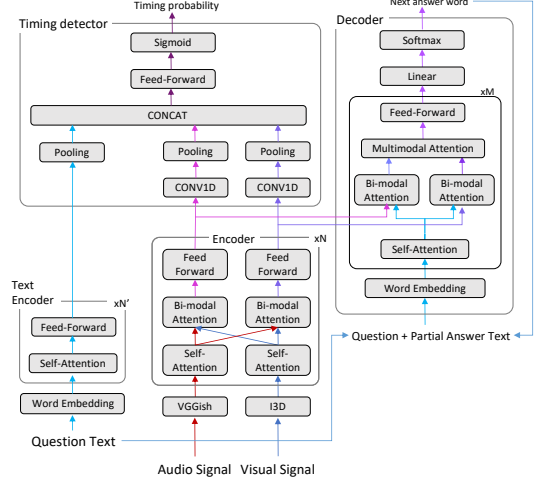 Timing probability
Next answer word
Timing detector
Decoder
Sigmoid
Softmax
Feed-Forward
Linear
xM
CONCAT
Feed-Forward
Pooling
Pooling
Pooling
Multimodal Attention
CONV1D
CONV1D
Bi-modal
Attention
Bi-modal
Attention
Encoder
xN
Self-Attention
Feed
Forward
Feed
Forward
Word Embedding
Text
Encoder
xN'
Bi-modal
Attention
Bi-modal
Attention
Feed-Forward
Question + Partial Answer Text
Self-Attention
Self-
Attention
Self-
Attention
Word Embedding
VGGish
I3D
Question Text
Audio Signal
Visual Signal